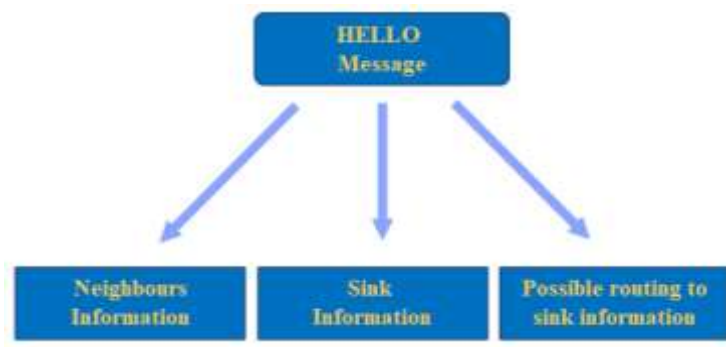 HELLO
Message
Neighbours
Information
Sink
Information
Possible routing to
sink information